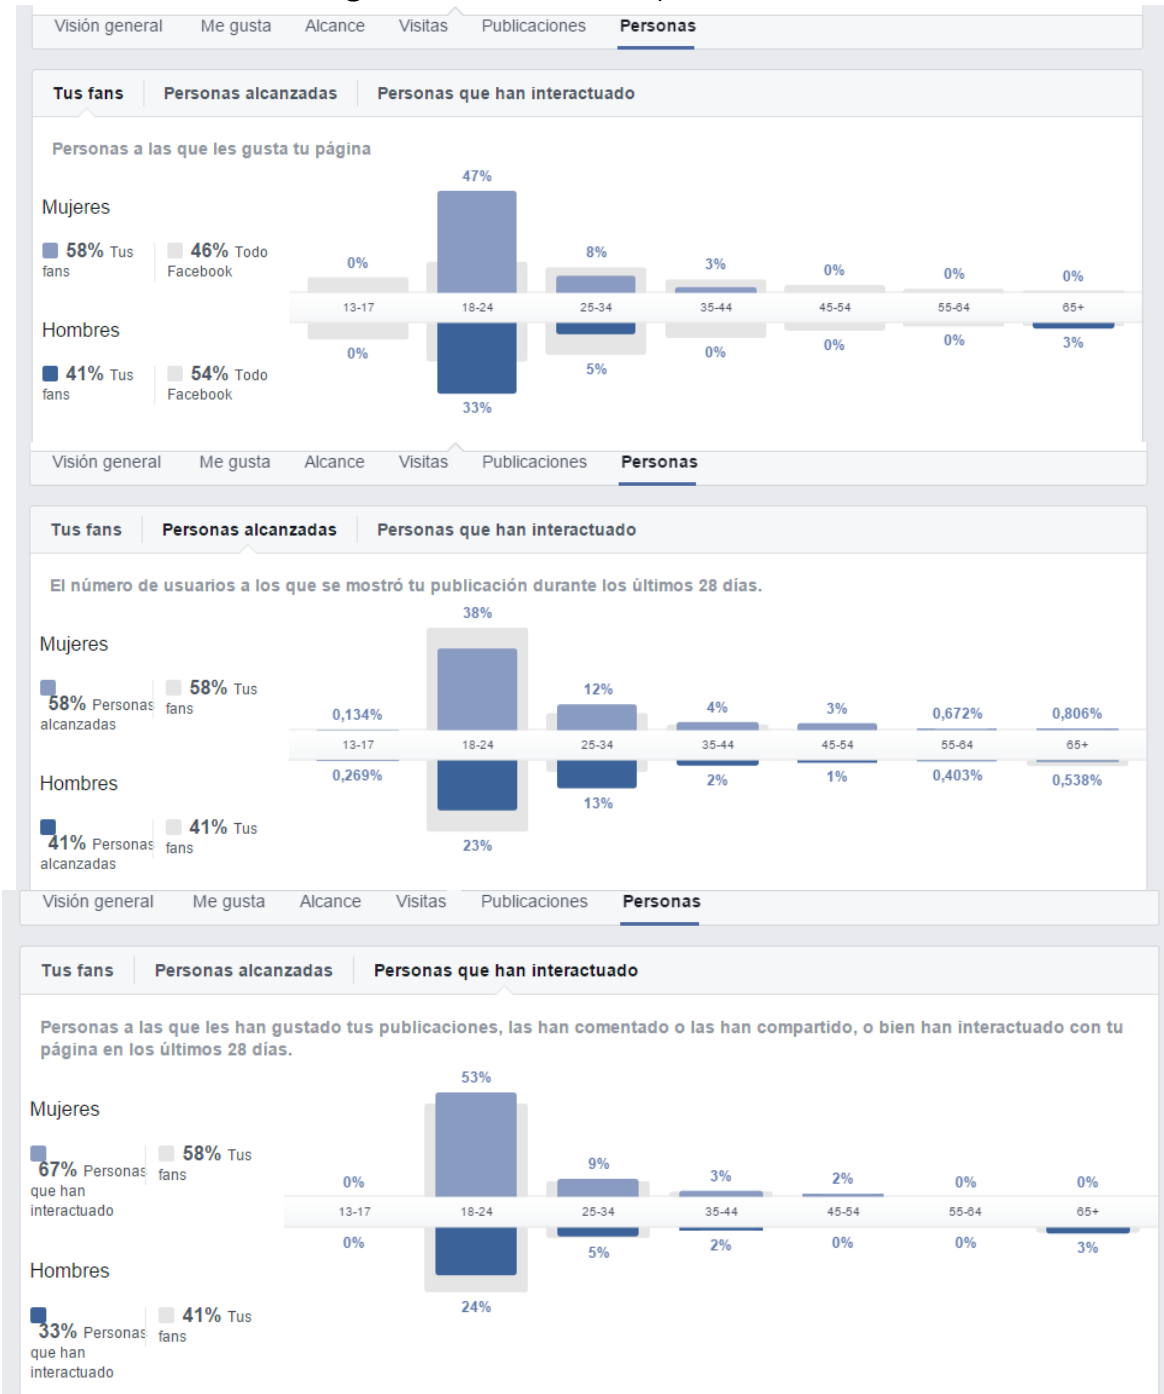 Visión general Me gusta Alcance Visitas Publicaciones Personas
Tus fans Personas alcanzadas Personas que han interactuado
Personas a las que les gusta tu página
47%
Mujeres
58% Tus fans 46% Todo Facebook
0% 8% 3% 0% 0% 0%
13-17 18-24 25-34 35-44 45-54 55-64 65+
Hombres
0% 5% 0% 0% 0% 3%
41% Tus fans 54% Todo Facebook
33%
Visión general Me gusta Alcance Visitas Publicaciones Personas
Tus fans Personas alcanzadas Personas que han interactuado
El número de usuarios a los que se mostró tu publicación durante los últimos 28 días.
38%
Mujeres
58% Personas alcanzadas 58% Tus fans
0,134% 12% 4% 3% 0,672% 0,806%
13-17 18-24 25-34 35-44 45-54 55-64 65+
Hombres
0,269% 13% 2% 1% 0,403% 0,538%
41% Personas alcanzadas 41% Tus fans
23%
Visión general Me gusta Alcance Visitas Publicaciones Personas
Tus fans Personas alcanzadas Personas que han interactuado
Personas a las que les han gustado tus publicaciones, las han comentado o las han compartido, o bien han interactuado con tu
página en los últimos 28 días.
53%
Mujeres
67% Personas que han interactuado 58% Tus fans
0% 9% 3% 2% 0% 0%
13-17 18-24 25-34 35-44 45-54 55-64 65+
0% 5% 2% 0% 0% 3%
Hombres
24%
33% Personas que han interactuado 41% Tus fans